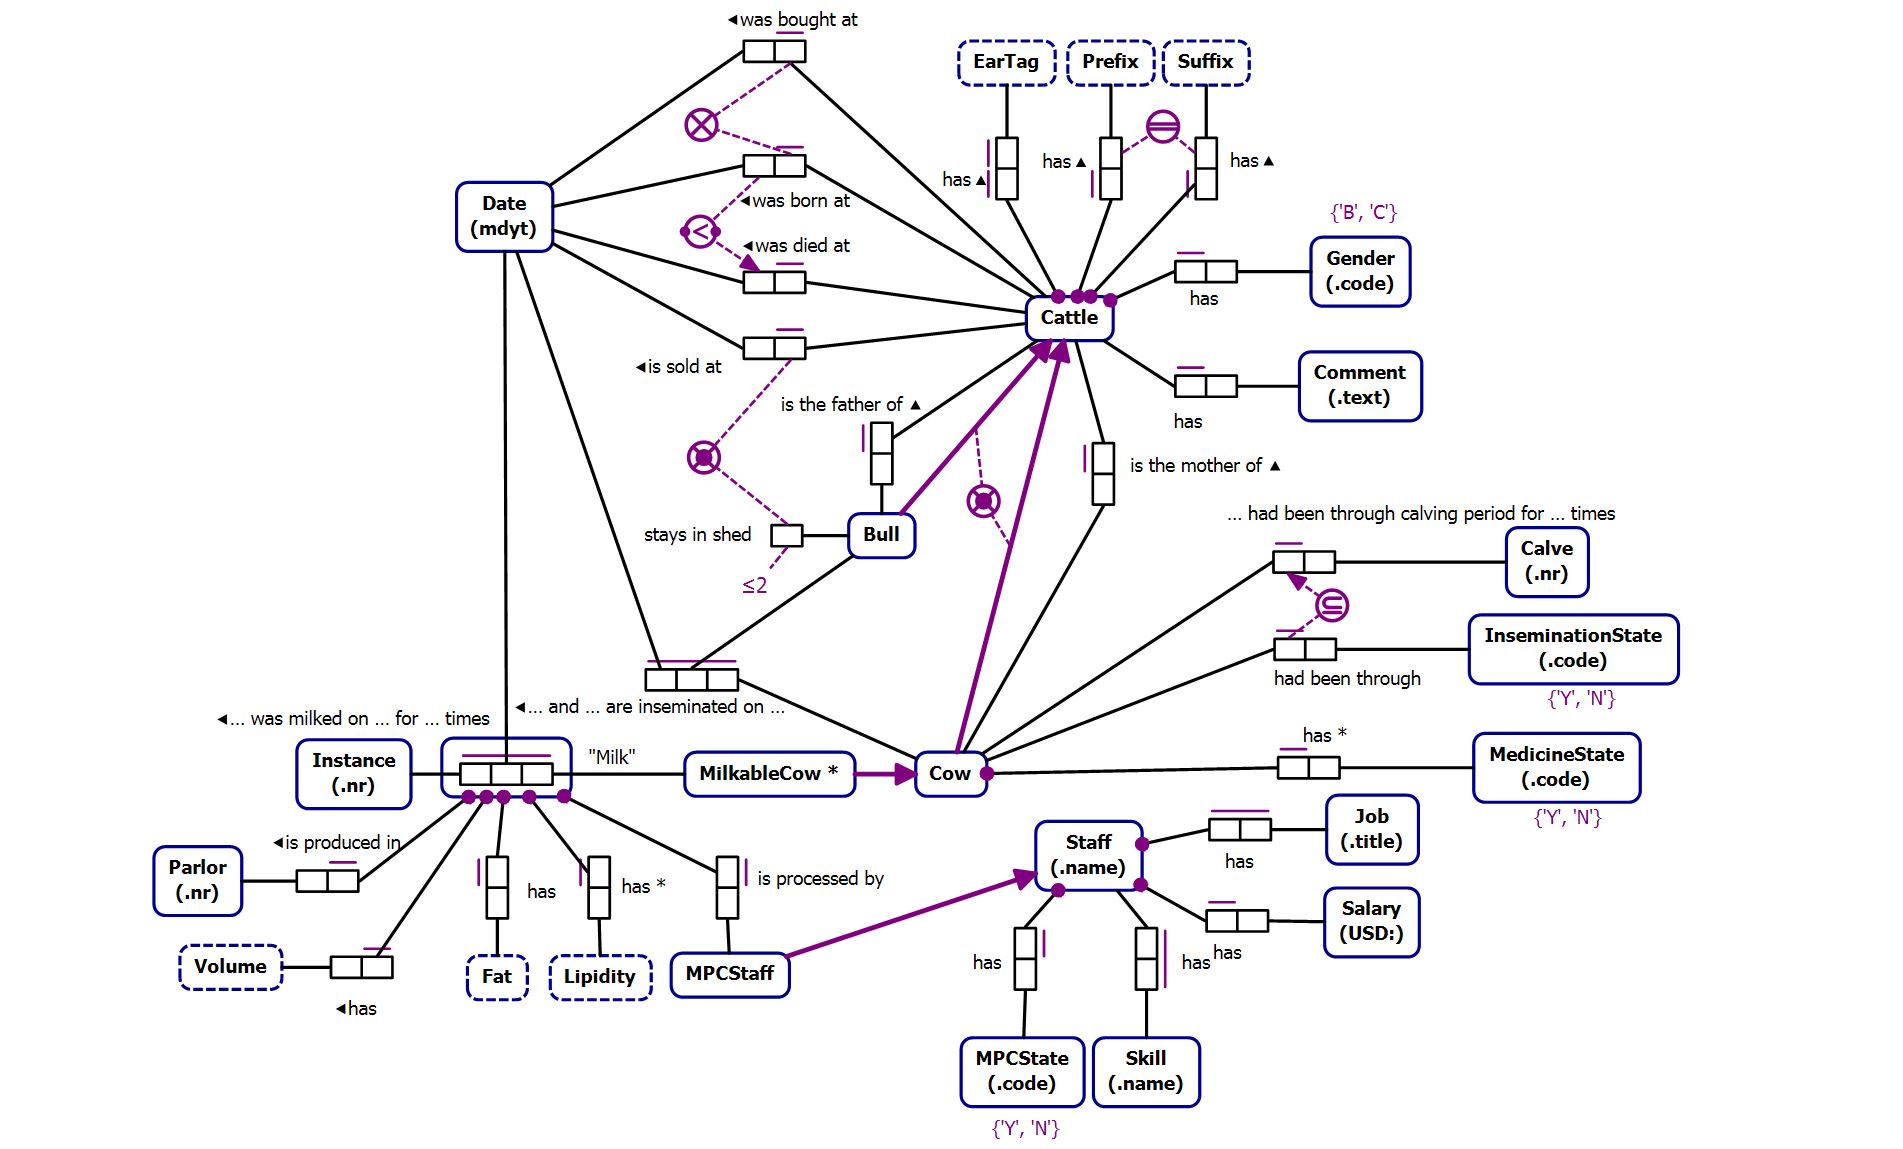 ◄was bought at
EarTag
Prefix
Suffix
has▲
has▲
has▲
Date
(mdyt)
◄was born at
<
◄was died at
{'B', 'C'}
Gender
(.code)
has
Cattle
◄is sold at
Comment
(.text)
has
is the father of ▲
is the mother of ▲
stays in shed
Bull
≤2
... had been through calving period for ... times
Calve
(.nr)
InseminationState
(.code)
had been through
{'Y', 'N'}
◄... and ... are inseminated on ...
◄... was milked on ... for ... times
has *
Instance
(.nr)
"Milk"
MilkableCow *
Cow
MedicineState
(.code)
{'Y', 'N'}
◄is produced in
Parlor
(.nr)
has
has *
is processed by
Staff
(.name)
Job
(.title)
has
Salary
(USD:)
has
Volume
◄has
Fat
Lipidity
MPCStaff
has
has
MPCState
(.code)
Skill
(.name)
{'Y', 'N'}